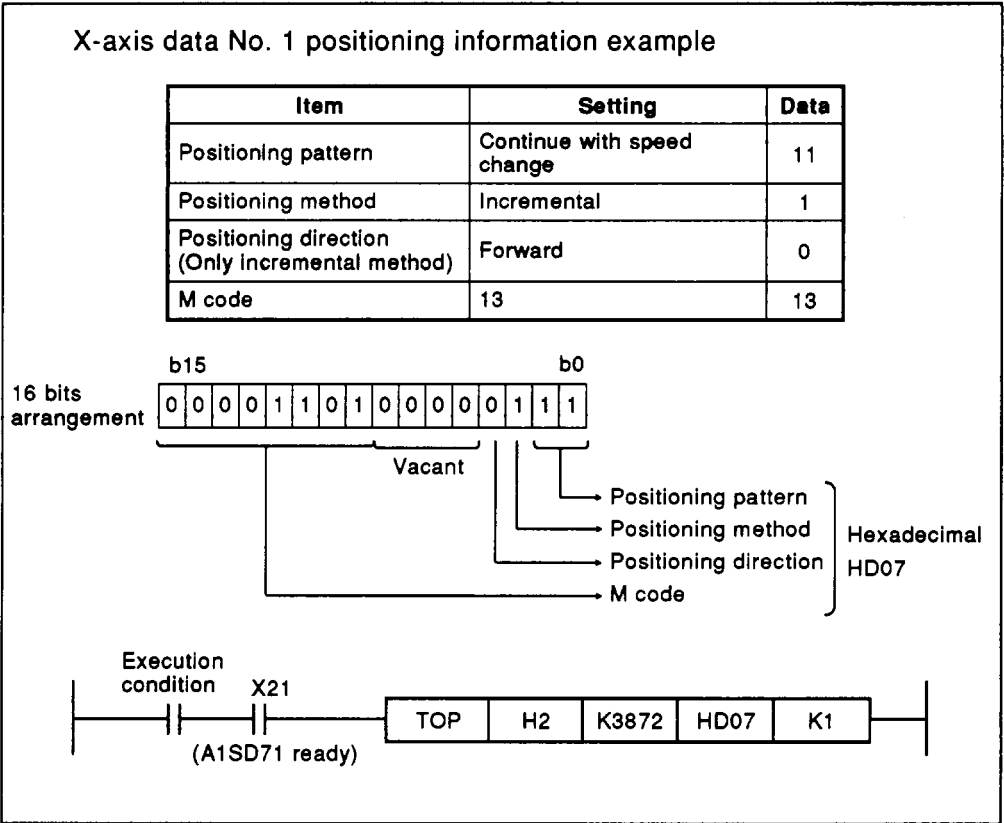 X-axis data No. 1 positioning information example
Item Setting Data
Positioning pattern Continue with speed change 11
Positioning method Incremental 1
Positioning direction (Only incremental method) Forward 0
M code 13 13
b15 b0
16 bits arrangement 0 0 0 0 1 1 0 1 0 0 0 0 0 1 1 1
Vacant
Positioning pattern
Positioning method
Positioning direction
M code
Hexadecimal
HD07
Execution
condition X21
TOP H2 K3872 HD07 K1
(A1SD71 ready)